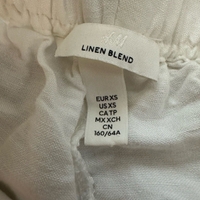 H&M
LINEN BLEND
EUR XS
US XS
CA TP
MX XCH
CN
160/64A